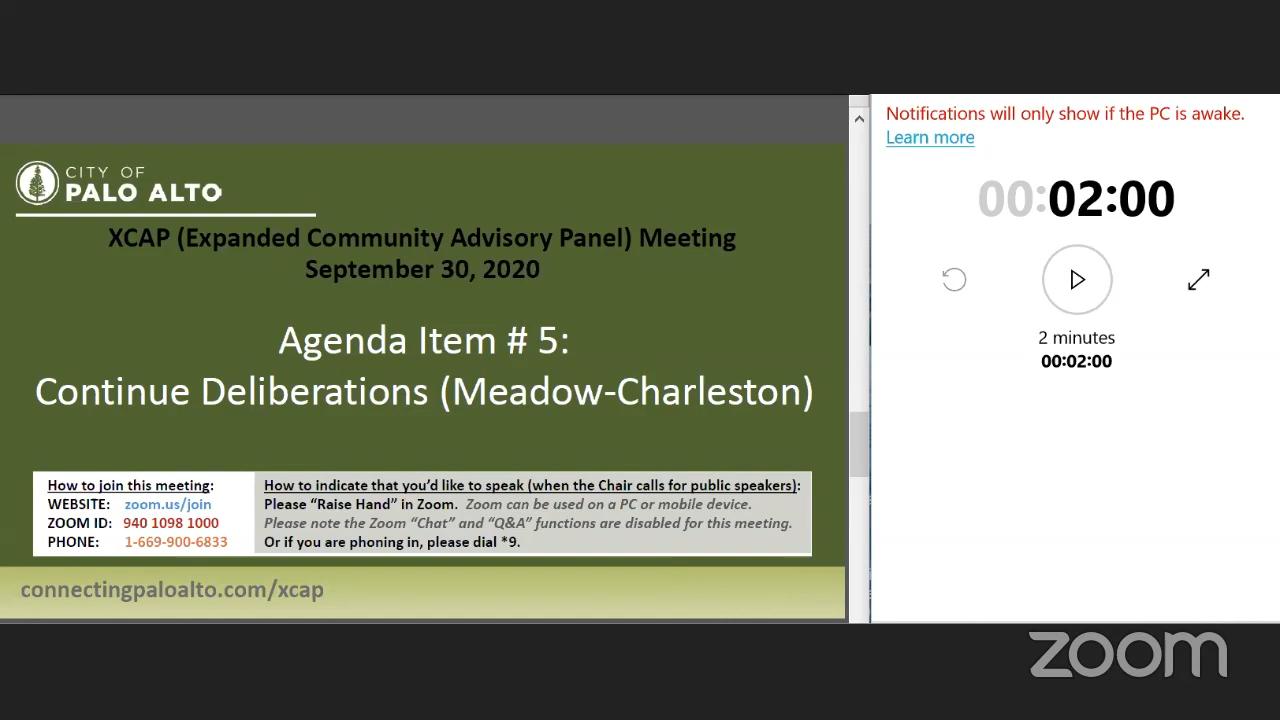 CITY OF
PALO ALTO
XCAP (Expanded Community Advisory Panel) Meeting
September 30, 2020
Agenda Item # 5:
Continue Deliberations (Meadow-Charleston)
How to join this meeting:
WEBSITE: zoom.us/join
ZOOM ID: 940 1098 1000
PHONE: 1-669-900-6833
How to indicate that you'd like to speak (when the Chair calls for public speakers):
Please “Raise Hand” in Zoom. Zoom can be used on a PC or mobile device.
Please note the Zoom “Chat” and “Q&A” functions are disabled for this meeting.
Or if you are phoning in, please dial *9.
connectingpaloalto.com/xcap
Notifications will only show if the PC is awake.
Learn more
00:02:00
2 minutes
00:02:00
zoom